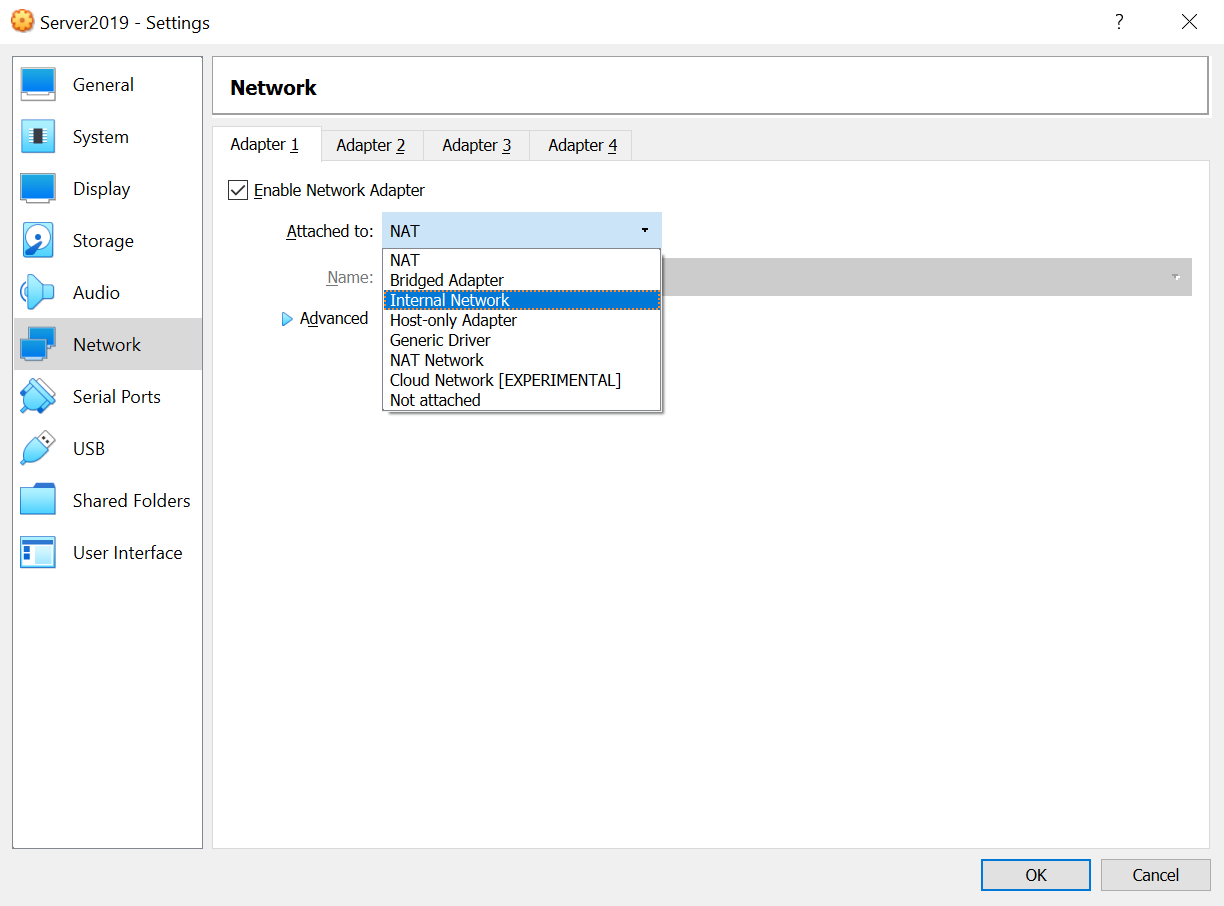 Server2019 - Settings
?
General
System
Display
Storage
Audio
Network
Serial Ports
USB
Shared Folders
User Interface
Network
Adapter 1
Adapter 2
Adapter 3
Adapter 4
Enable Network Adapter
Attached to:
NAT
NAT
Bridged Adapter
Internal Network
Host-only Adapter
Generic Driver
NAT Network
Cloud Network [EXPERIMENTAL]
Not attached
Name:
Advanced
OK
Cancel